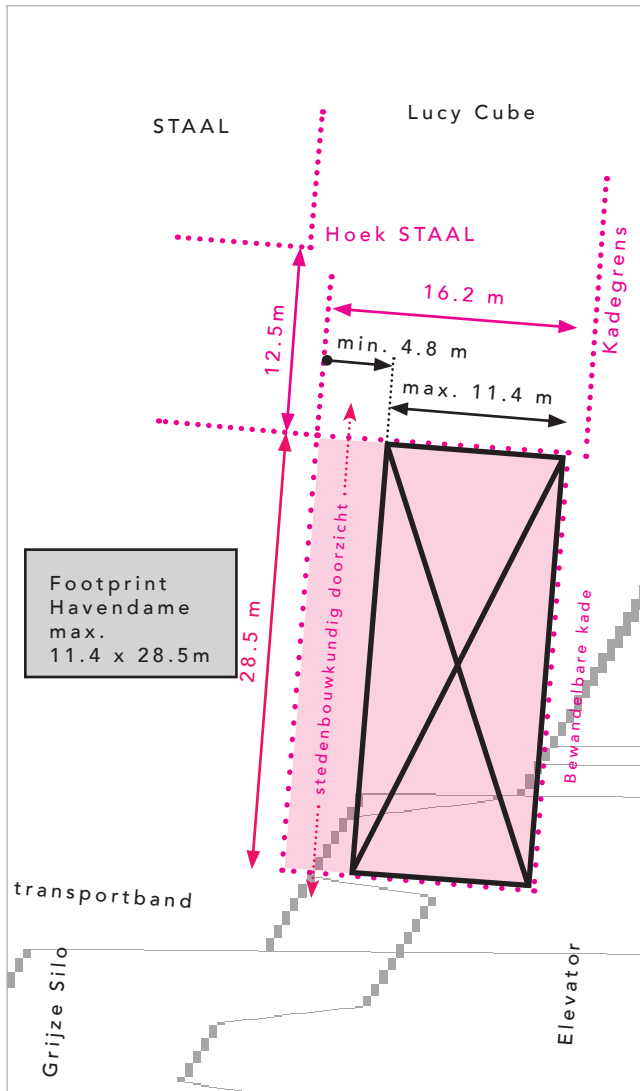 Lucy Cube
STAAL
Hoek STAAL
Kadegrens
16.2 m
12.5m
min. 4.8 m
max. 11.4 m
stedenbouwkundig doorzicht
Footprint
Havendame
max.
11.4 x 28.5m
28.5 m
Bewandelbare kade
transportband
Grijze Silo
Elevator